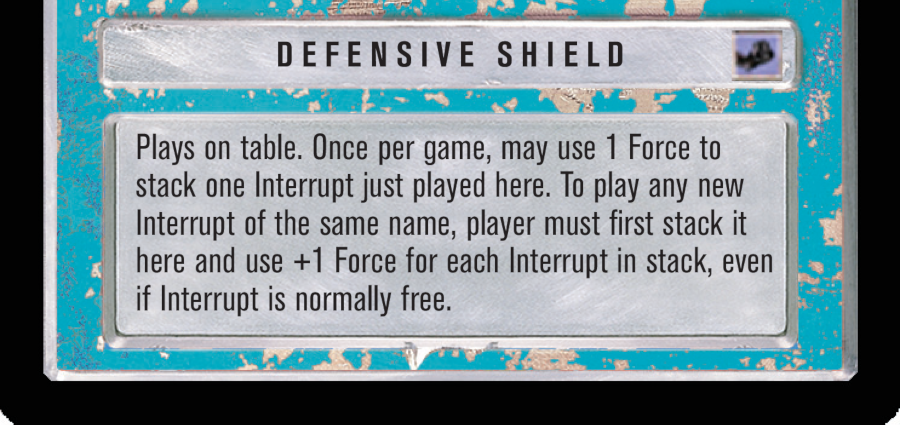 DEFENSIVE SHIELD
Plays on table. Once per game, may use 1 Force to
stack one Interrupt just played here. To play any new
Interrupt of the same name, player must first stack it
here and use +1 Force for each Interrupt in stack, even
if Interrupt is normally free.